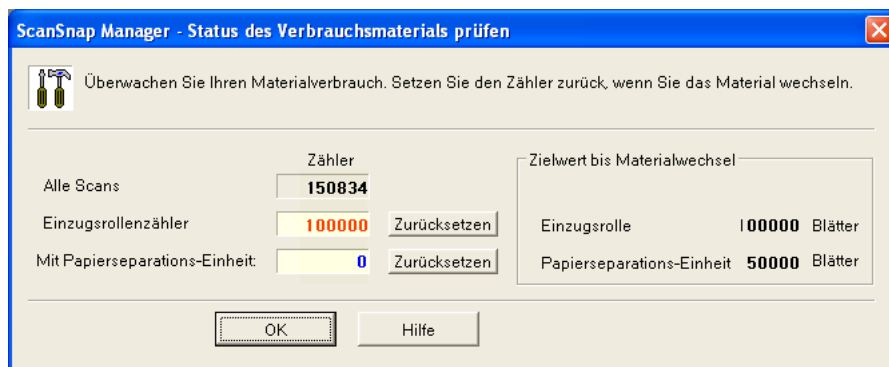 ScanSnap Manager - Status des Verbrauchsmaterials prüfen
Überwachen Sie Ihren Materialverbrauch. Setzen Sie den Zähler zurück, wenn Sie das Material wechseln.
Zähler
Zielwert bis Materialwechsel
Alle Scans 150834
Einzugsrollenzähler 100000 Zurücksetzen Einzugsrolle 100000 Blätter
Mit Papierseparations-Einheit: 0 Zurücksetzen Papierseparations-Einheit 50000 Blätter
OK Hilfe